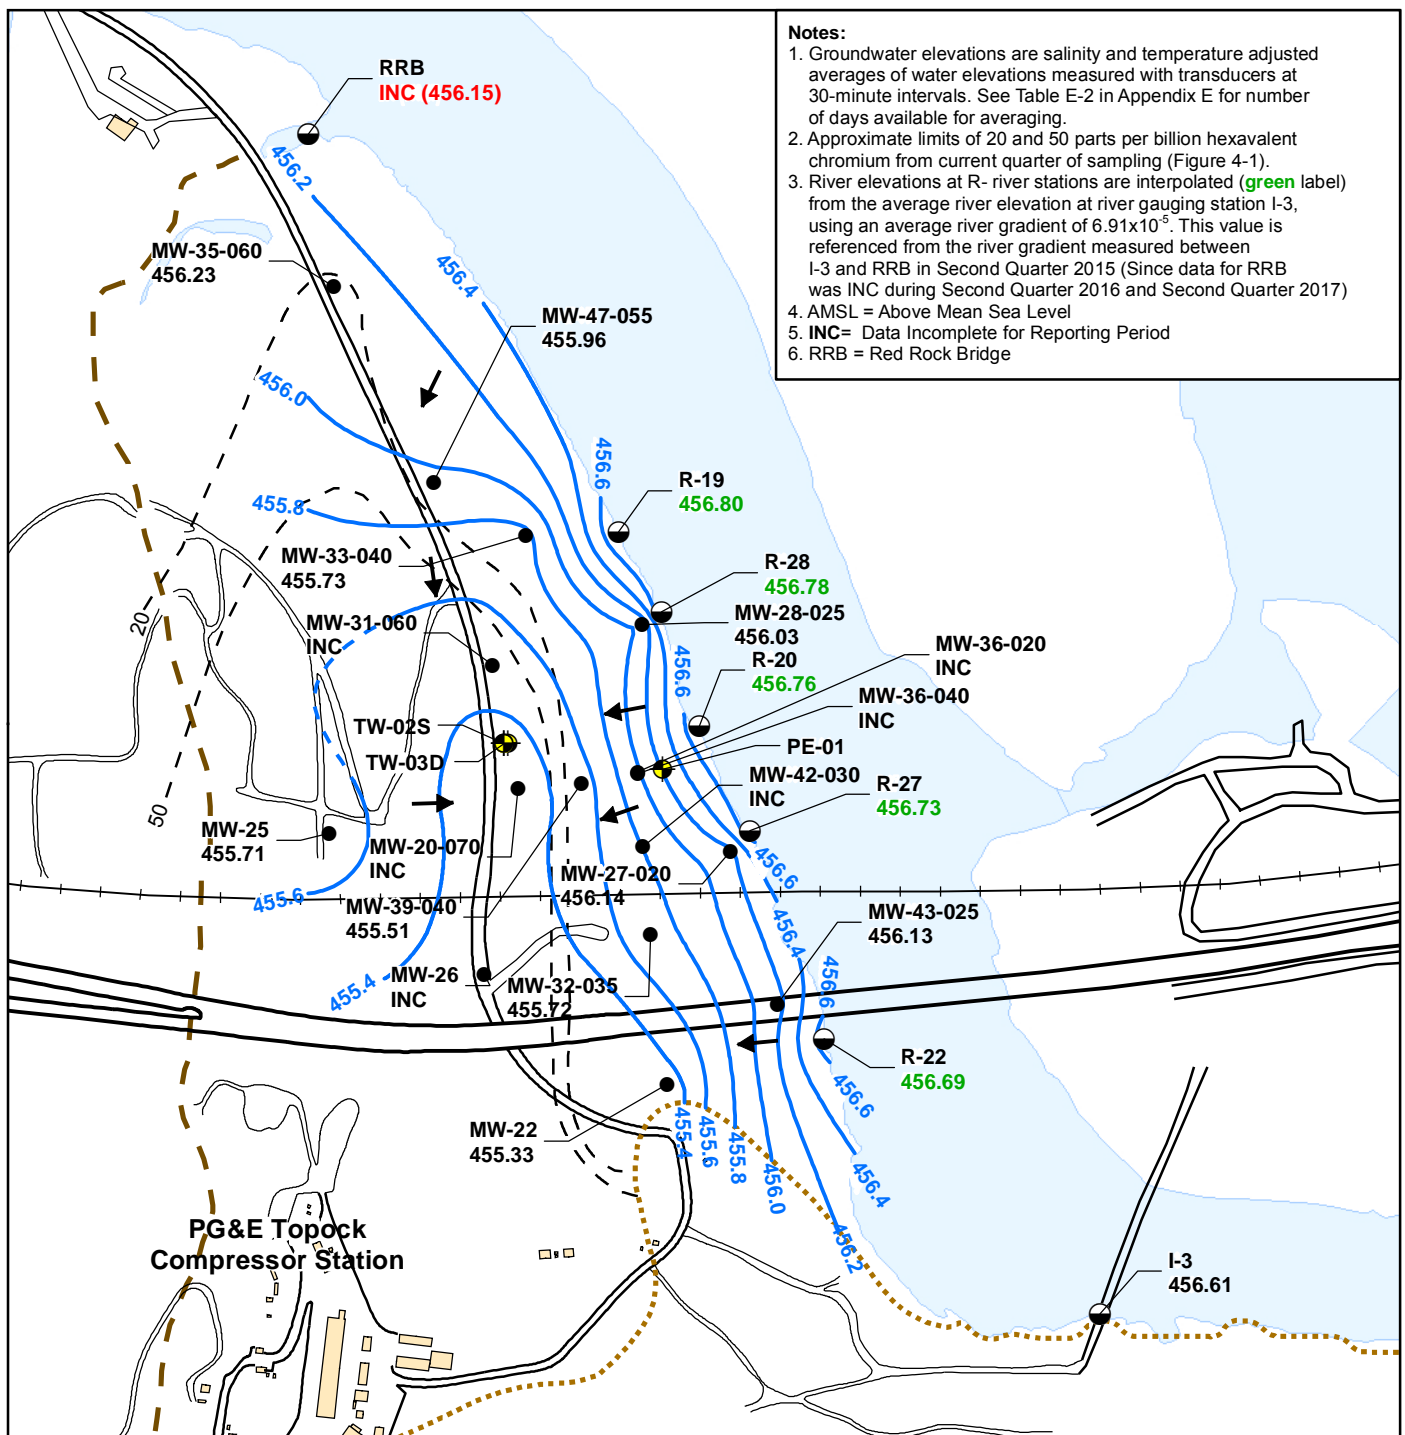 Notes:
1. Groundwater elevations are salinity and temperature adjusted
averages of water elevations measured with transducers at
30-minute intervals. See Table E-2 in Appendix E for number
of days available for averaging.
2. Approximate limits of 20 and 50 parts per billion hexavalent
chromium from current quarter of sampling (Figure 4-1).
3. River elevations at R- river stations are interpolated (green label)
from the average river elevation at river gauging station I-3,
using an average river gradient of 6.91x10-5. This value is
referenced from the river gradient measured between
I-3 and RRB in Second Quarter 2015 (Since data for RRB
was INC during Second Quarter 2016 and Second Quarter 2017)
4. AMSL = Above Mean Sea Level
5. INC= Data Incomplete for Reporting Period
6. RRB = Red Rock Bridge
RRB
INC (456.15)
456.2
MW-35-060
456.23
456.4
MW-47-055
455.96
456.0
456.6
R-19
456.80
455.8
MW-33-040
455.73
R-28
456.78
MW-28-025
456.03
MW-31-060
INC
20
R-20
456.76
456.6
MW-36-020
INC
MW-36-040
INC
TW-02S
TW-03D
PE-01
MW-42-030
INC
R-27
456.73
50
MW-25
455.71
MW-20-070
INC
MW-27-020
456.14
456.6
455.6
MW-39-040
455.51
MW-43-025
456.13
456.4
456.6
455.4
MW-26
INC
MW-32-035
455.72
R-22
456.69
456.6
MW-22
455.33
455.4
455.6
455.8
456.0
456.4
456.2
PG&E Topock
Compressor Station
I-3
456.61